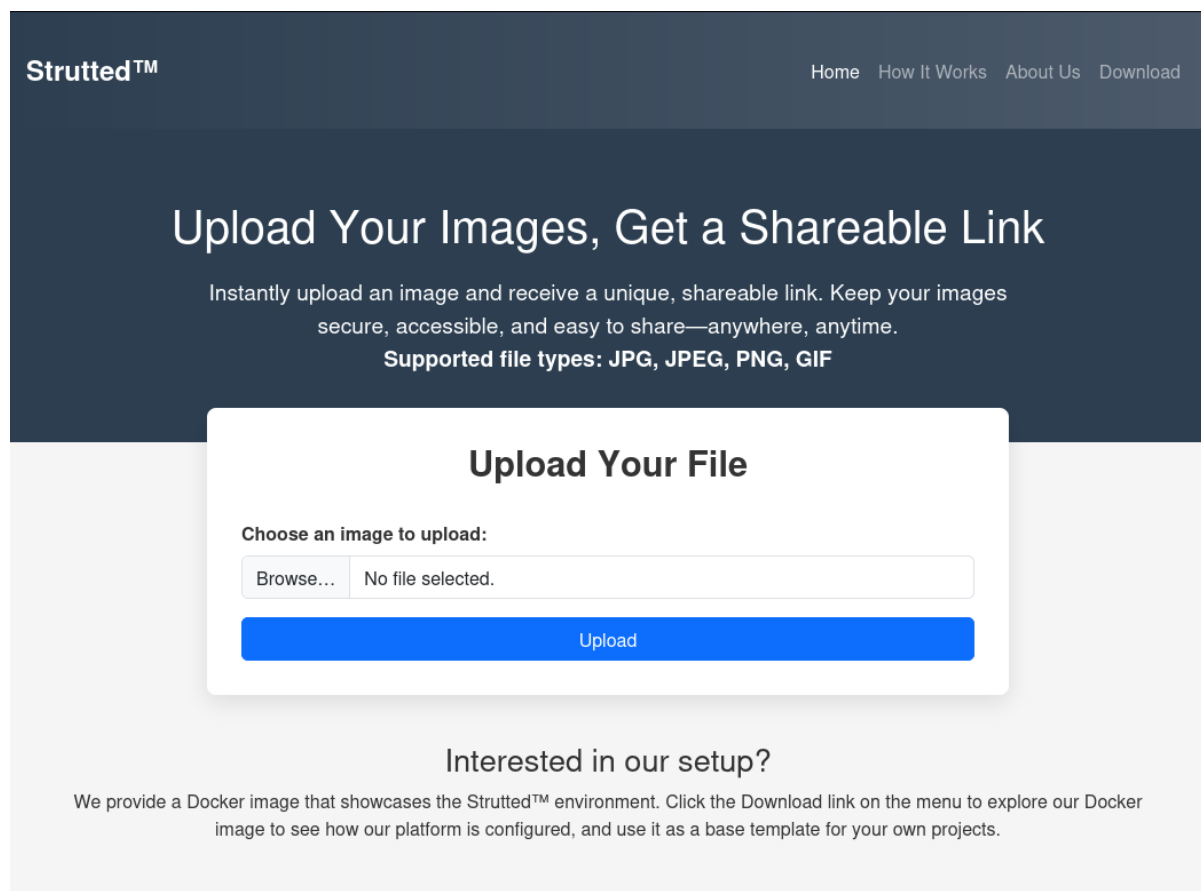 Strutted™
Home How It Works About Us Download
Upload Your Images, Get a Shareable Link
Instantly upload an image and receive a unique, shareable link. Keep your images
secure, accessible, and easy to share—anywhere, anytime.
Supported file types: JPG, JPEG, PNG, GIF
Upload Your File
Choose an image to upload:
Browse… No file selected.
Upload
Interested in our setup?
We provide a Docker image that showcases the Strutted™ environment. Click the Download link on the menu to explore our Docker
image to see how our platform is configured, and use it as a base template for your own projects.